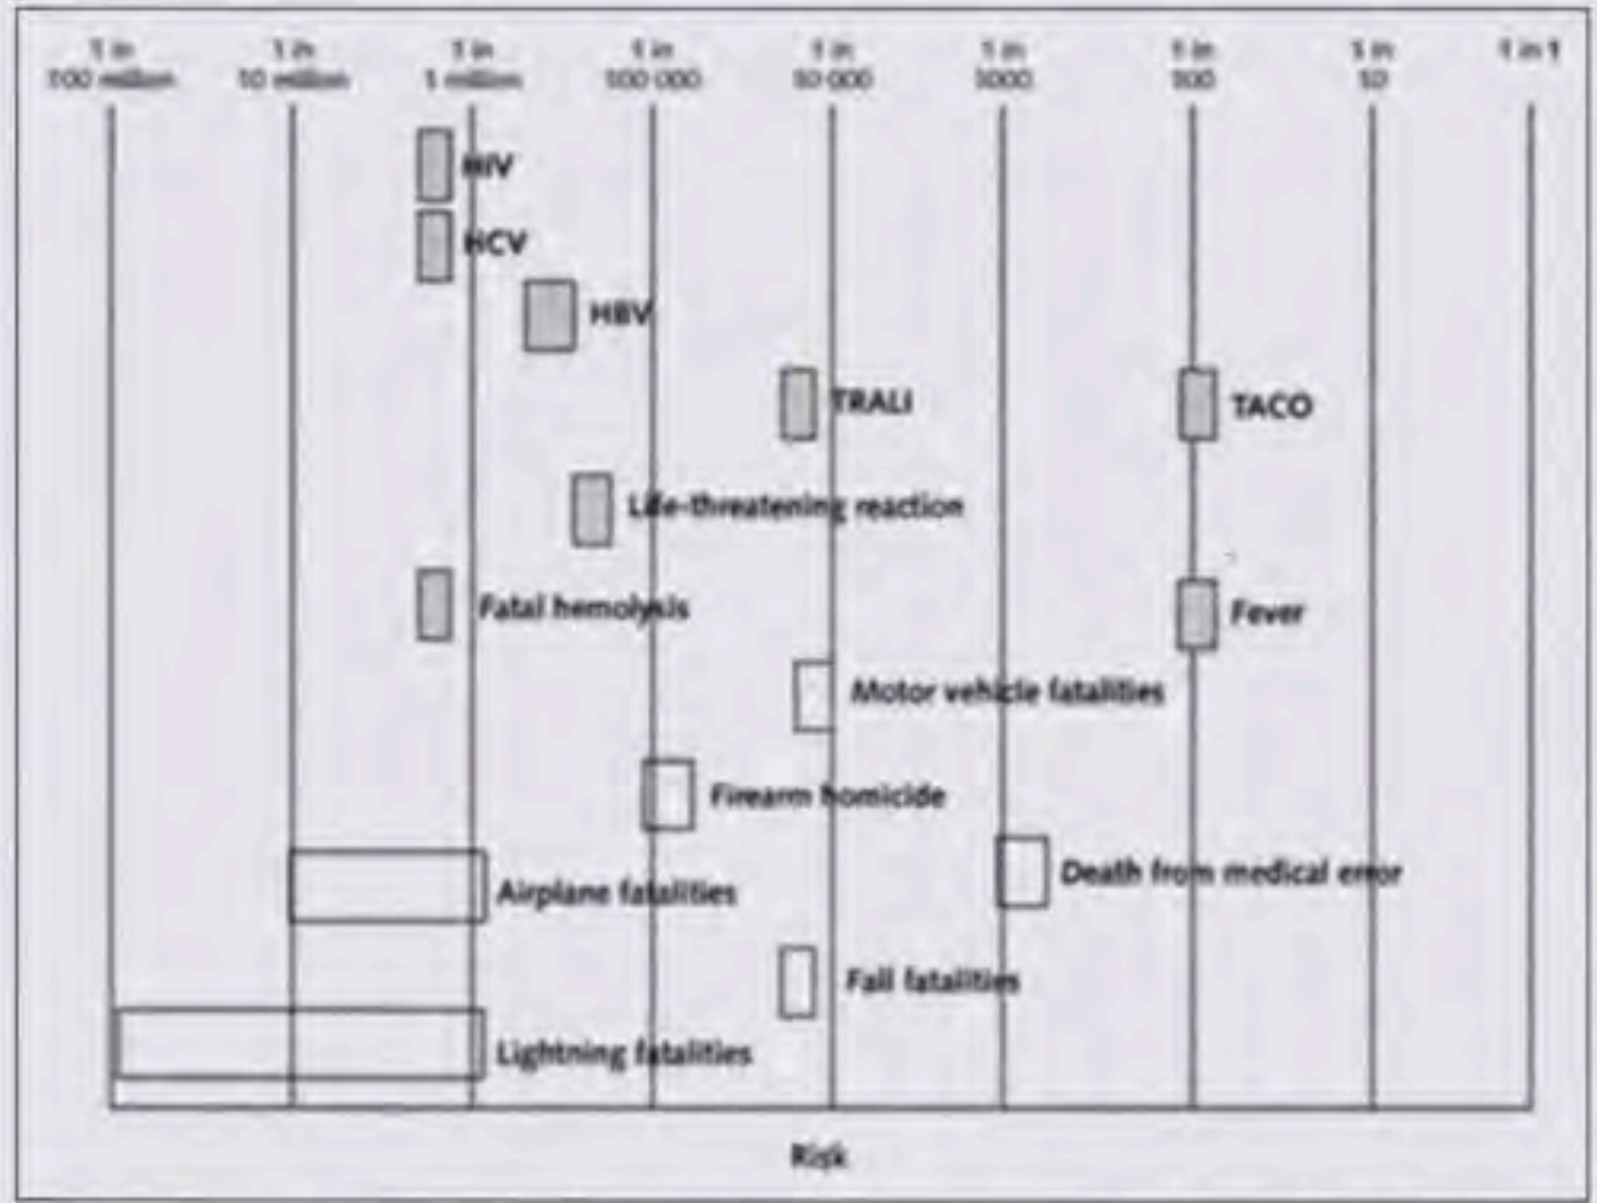 1 in 100 million
1 in 10 million
1 in 1 million
1 in 100 000
1 in 10 000
1 in 1000
1 in 100
1 in 10
1 in 1
HIV
HCV
HBV
TRALI
TACO
Life-threatening reaction
Fatal hemolysis
Fever
Motor vehicle fatalities
Firearm homicide
Death from medical error
Airplane fatalities
Fall fatalities
Lightning fatalities
Risk